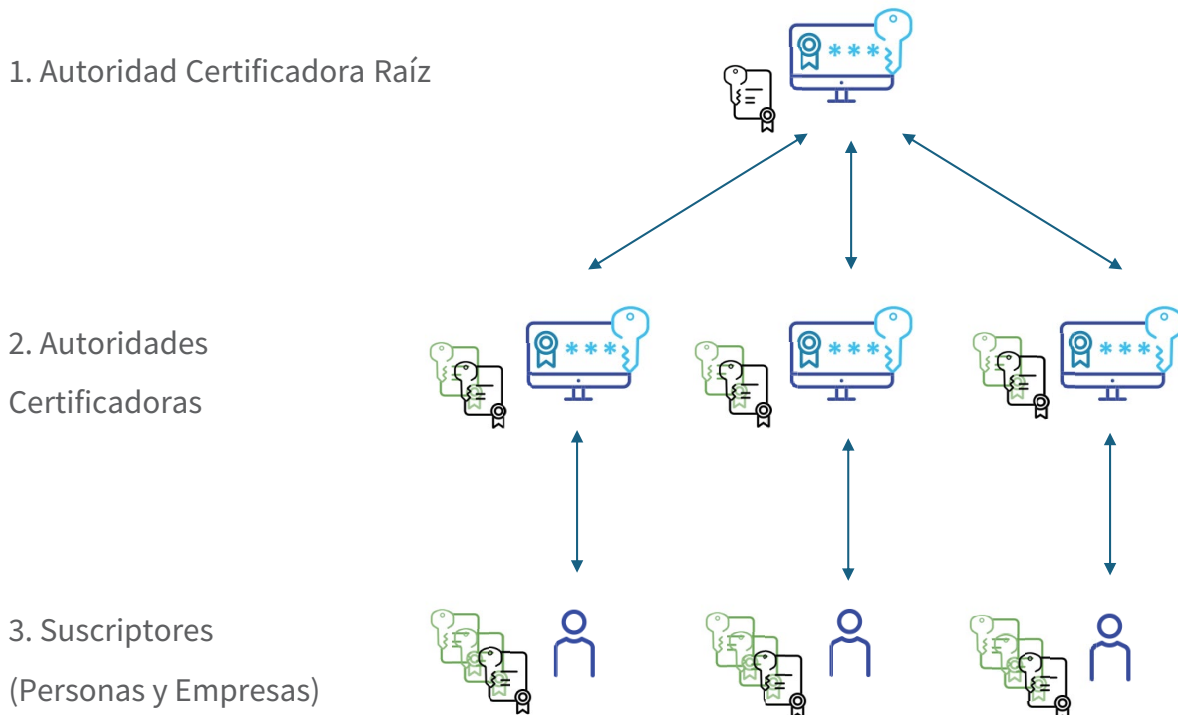 1. Autoridad Certificadora Raíz
2. Autoridades
Certificadoras
3. Suscriptores
(Personas y Empresas)